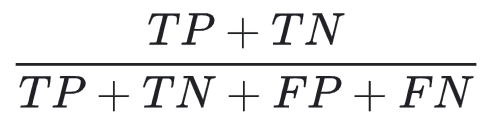 TP + TN
TP + TN + FP + FN